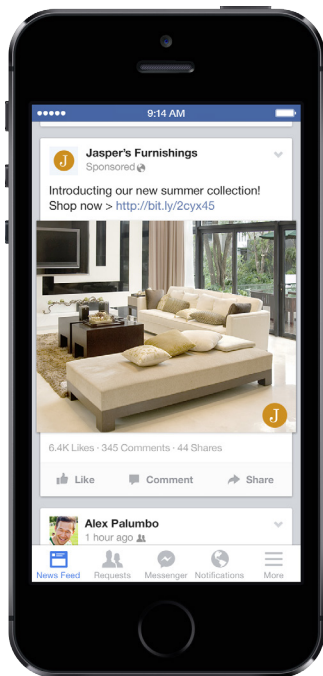 9:14 AM
J
Jasper's Furnishings
Sponsored
Introducting our new summer collection!
Shop now > http://bit.ly/2cyx45
J
6.4K Likes · 345 Comments · 44 Shares
Like Comment Share
Alex Palumbo
1 hour ago
News Feed Requests Messenger Notifications More